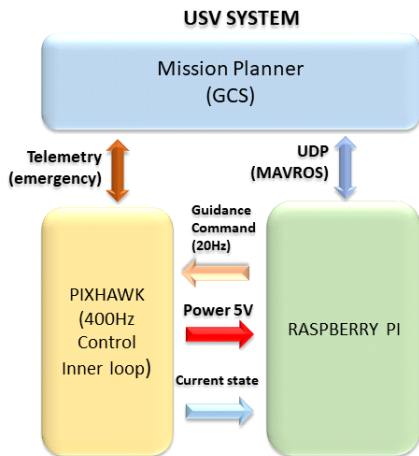 USV SYSTEM
Mission Planner
(GCS)
Telemetry
(emergency)
UDP
(MAVROS)
Guidance
Command
(20Hz)
PIXHAWK
(400Hz
Control
Inner loop)
Power 5V
RASPBERRY PI
Current state